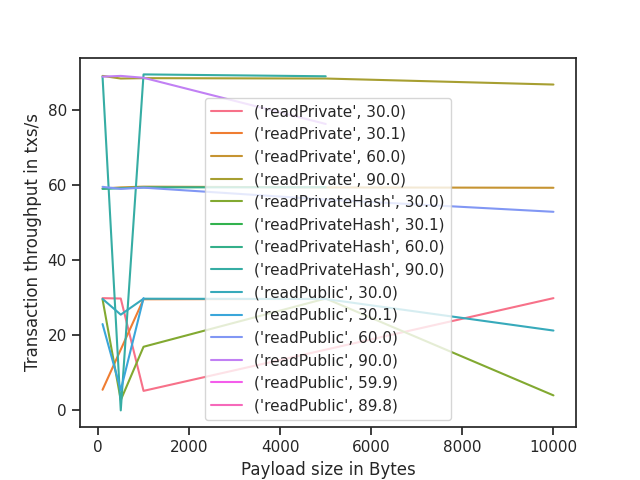 Transaction throughput in txs/s
80
60
40
20
0
('readPrivate', 30.0)
('readPrivate', 30.1)
('readPrivate', 60.0)
('readPrivate', 90.0)
('readPrivateHash', 30.0)
('readPrivateHash', 30.1)
('readPrivateHash', 60.0)
('readPrivateHash', 90.0)
('readPublic', 30.0)
('readPublic', 30.1)
('readPublic', 60.0)
('readPublic', 90.0)
('readPublic', 59.9)
('readPublic', 89.8)
0 2000 4000 6000 8000 10000
Payload size in Bytes